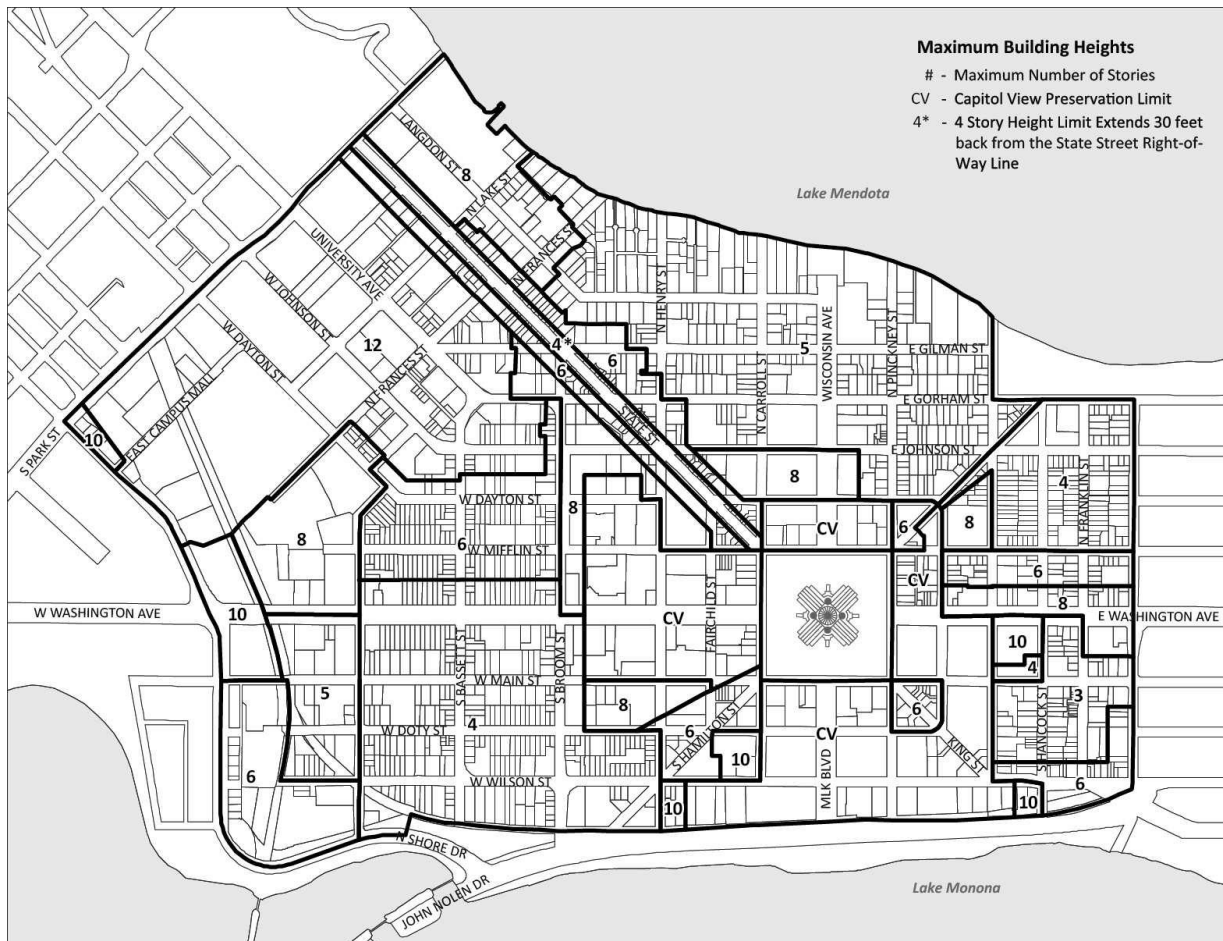 Maximum Building Heights
# - Maximum Number of Stories
CV - Capitol View Preservation Limit
4* - 4 Story Height Limit Extends 30 feet
back from the State Street Right-of-
Way Line
Lake Mendota
LANGDON ST
8
N LAKE ST
N FRANCES ST
UNIVERSITY AVE
W JOHNSON ST
W DAYTON ST
12
N FRANCES ST
EAST CAMPUS MALL
10
S PARK ST
4*
6
6
STATE ST
N HENRY ST
N CARROLL ST
WISCONSIN AVE
5
N PINCKNEY ST
E GILMAN ST
E GORHAM ST
E JOHNSON ST
8
4
N FRANKLIN ST
W DAYTON ST
8
CV
6
8
8
6
W MIFFLIN ST
CV
6
W WASHINGTON AVE
10
CV
FAIRCHILD ST
8
E WASHINGTON AVE
10
4
S BASSETT ST
S BROOM ST
W MAIN ST
5
8
6
3
S HANCOCK ST
4
W DOTY ST
6
S HAMILTON ST
CV
10
MLK BLVD
KING ST
6
W WILSON ST
10
10
6
N SHORE DR
JOHN NOLEN DR
Lake Monona